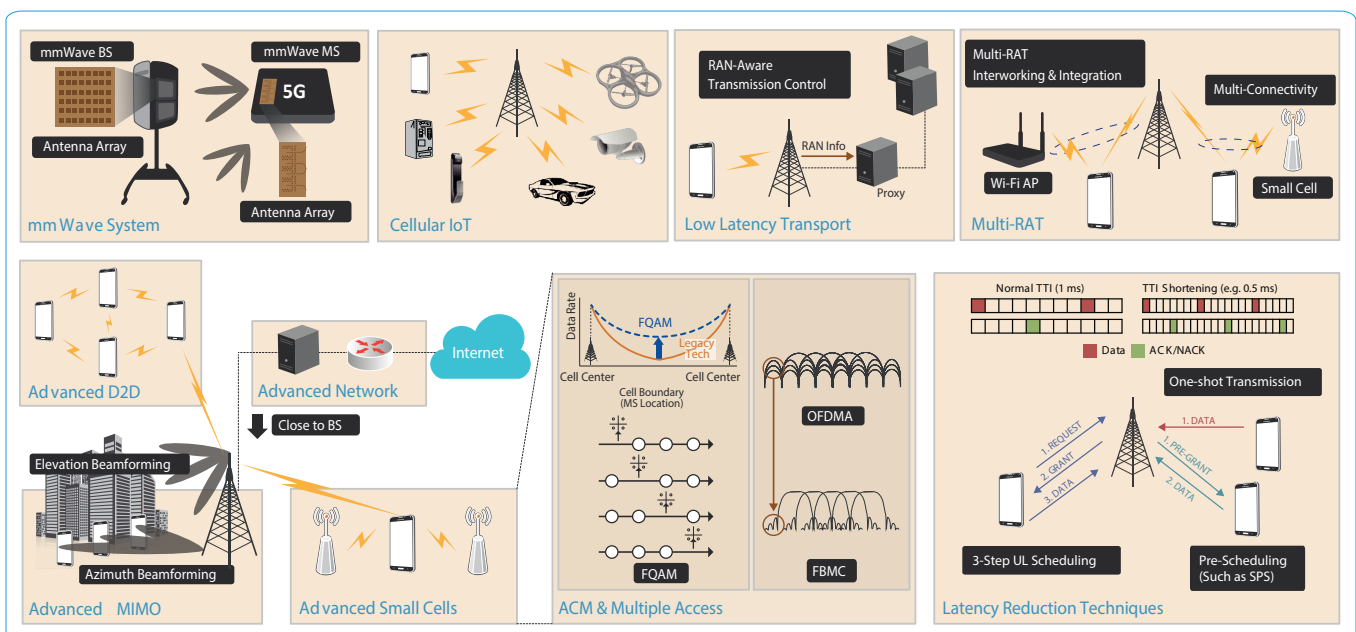 mmWave BS
mmWave MS
5G
Antenna Array
Antenna Array
mmWave System
Cellular IoT
RAN-Aware
Transmission Control
RAN Info
Proxy
Low Latency Transport
Multi-RAT
Interworking & Integration
Multi-Connectivity
Wi-Fi AP
Small Cell
Multi-RAT
Advanced D2D
Internet
Advanced Network
Close to BS
Elevation Beamforming
Azimuth Beamforming
Advanced MIMO
Advanced Small Cells
Data Rate
FQAM
Legacy
Tech
Cell Center
Cell Center
Cell Boundary
(MS Location)
FQAM
OFDMA
FBMC
ACM & Multiple Access
Normal TTI (1 ms)
TTI Shortening (e.g. 0.5 ms)
Data
ACK/NACK
One-shot Transmission
1. REQUEST
2. GRANT
3. DATA
1. DATA
1. PRE-GRANT
2. DATA
3-Step UL Scheduling
Pre-Scheduling
(Such as SPS)
Latency Reduction Techniques